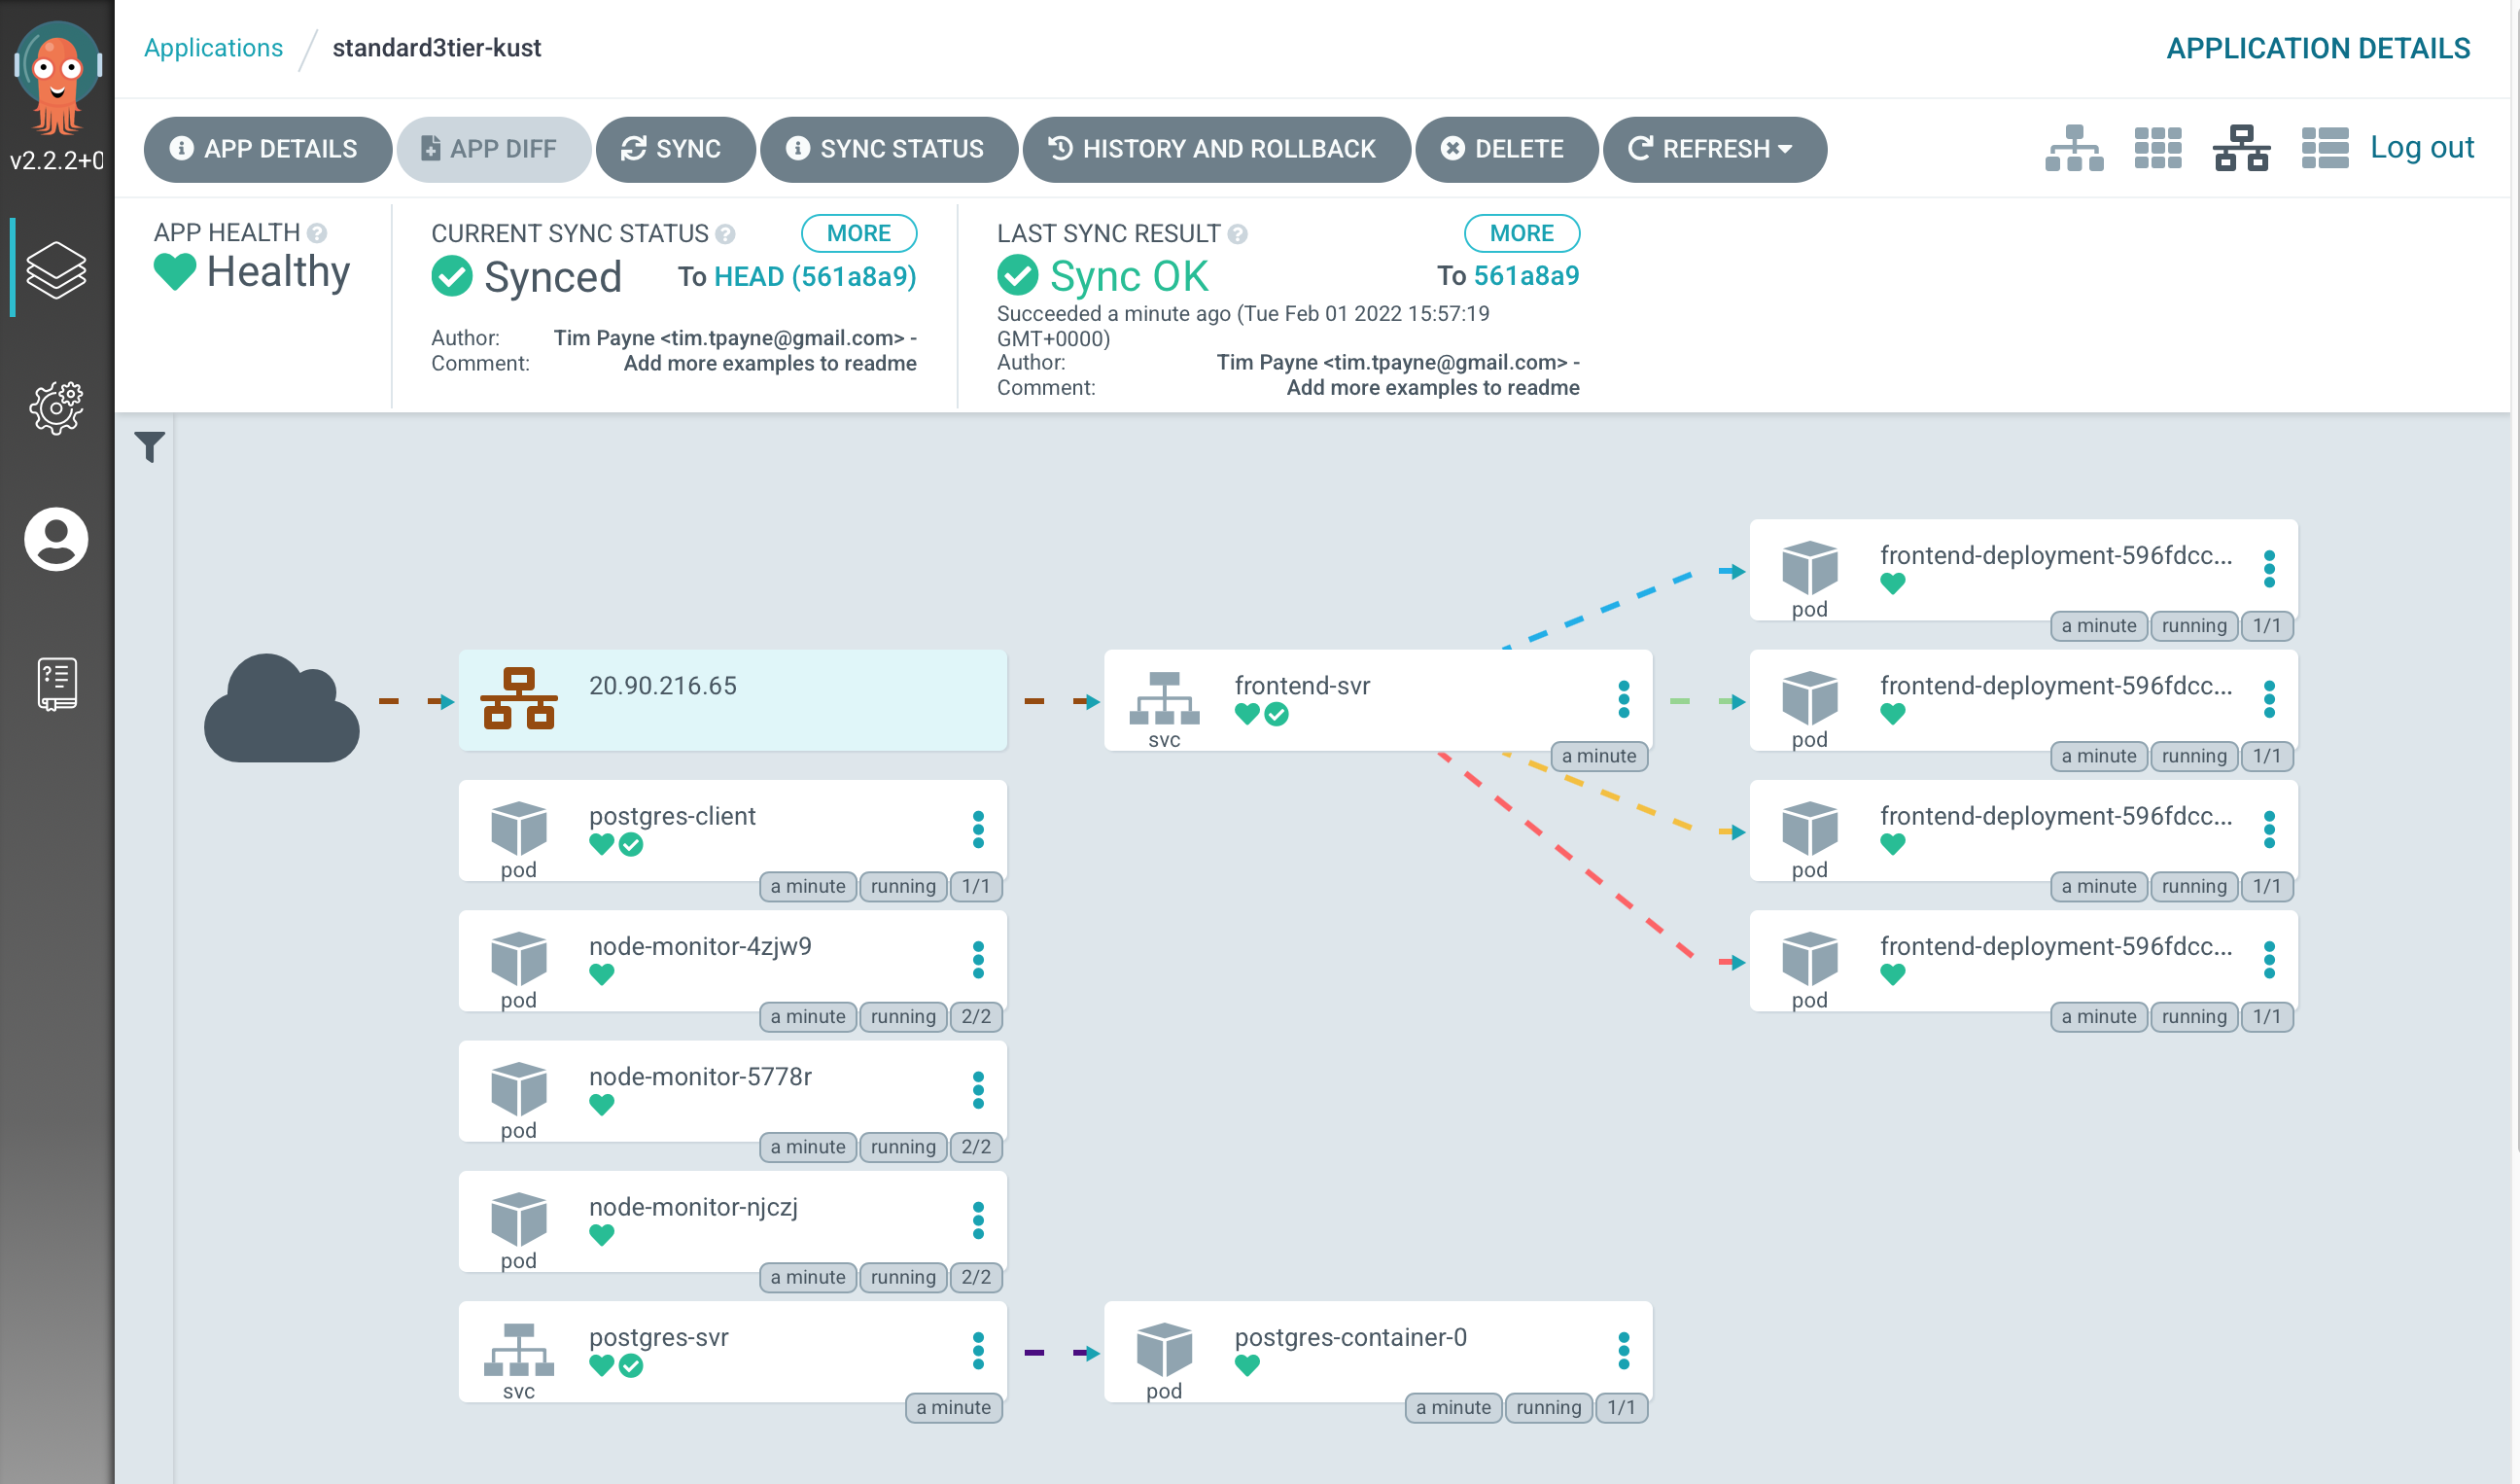 Applications / standard3tier-kust
APPLICATION DETAILS
v2.2.2+0
APP DETAILS
APP DIFF
SYNC
SYNC STATUS
HISTORY AND ROLLBACK
DELETE
REFRESH
Log out
APP HEALTH
Healthy
CURRENT SYNC STATUS
MORE
Synced
To HEAD (561a8a9)
Author: Tim Payne <tim.tpayne@gmail.com> -
Comment: Add more examples to readme
LAST SYNC RESULT
MORE
Sync OK
To 561a8a9
Succeeded a minute ago (Tue Feb 01 2022 15:57:19
GMT+0000)
Author: Tim Payne <tim.tpayne@gmail.com> -
Comment: Add more examples to readme
20.90.216.65
postgres-client
pod
a minute running 1/1
node-monitor-4zjw9
pod
a minute running 2/2
node-monitor-5778r
pod
a minute running 2/2
node-monitor-njczj
pod
a minute running 2/2
postgres-svr
svc
a minute
frontend-svr
svc
a minute
postgres-container-0
pod
a minute running 1/1
frontend-deployment-596fdcc...
pod
a minute running 1/1
frontend-deployment-596fdcc...
pod
a minute running 1/1
frontend-deployment-596fdcc...
pod
a minute running 1/1
frontend-deployment-596fdcc...
pod
a minute running 1/1